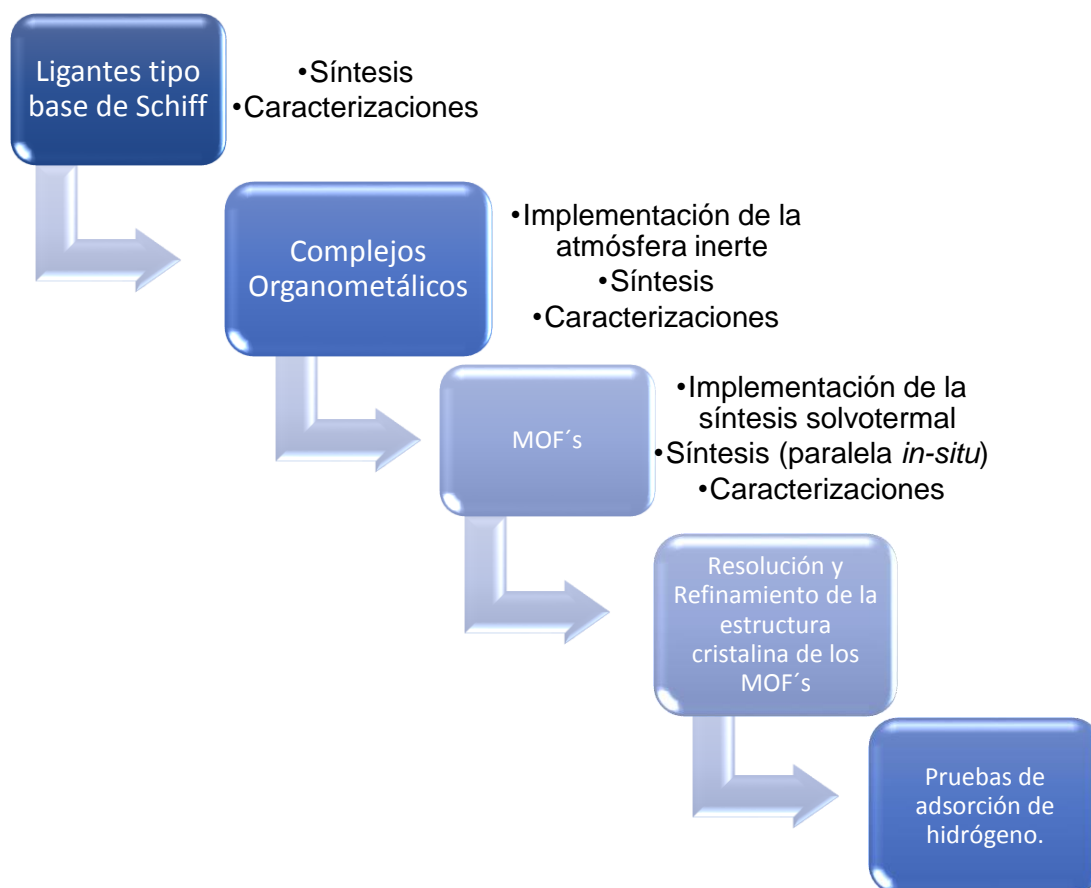 Ligantes tipo
base de Schiff
•Síntesis
•Caracterizaciones
Complejos
Organometálicos
•Implementación de la
atmósfera inerte
•Síntesis
•Caracterizaciones
MOF´s
•Implementación de la
síntesis solvotermal
•Síntesis (paralela in-situ)
•Caracterizaciones
Resolución y
Refinamiento de la
estructura
cristalina de los
MOF´s
Pruebas de
adsorción de
hidrógeno.